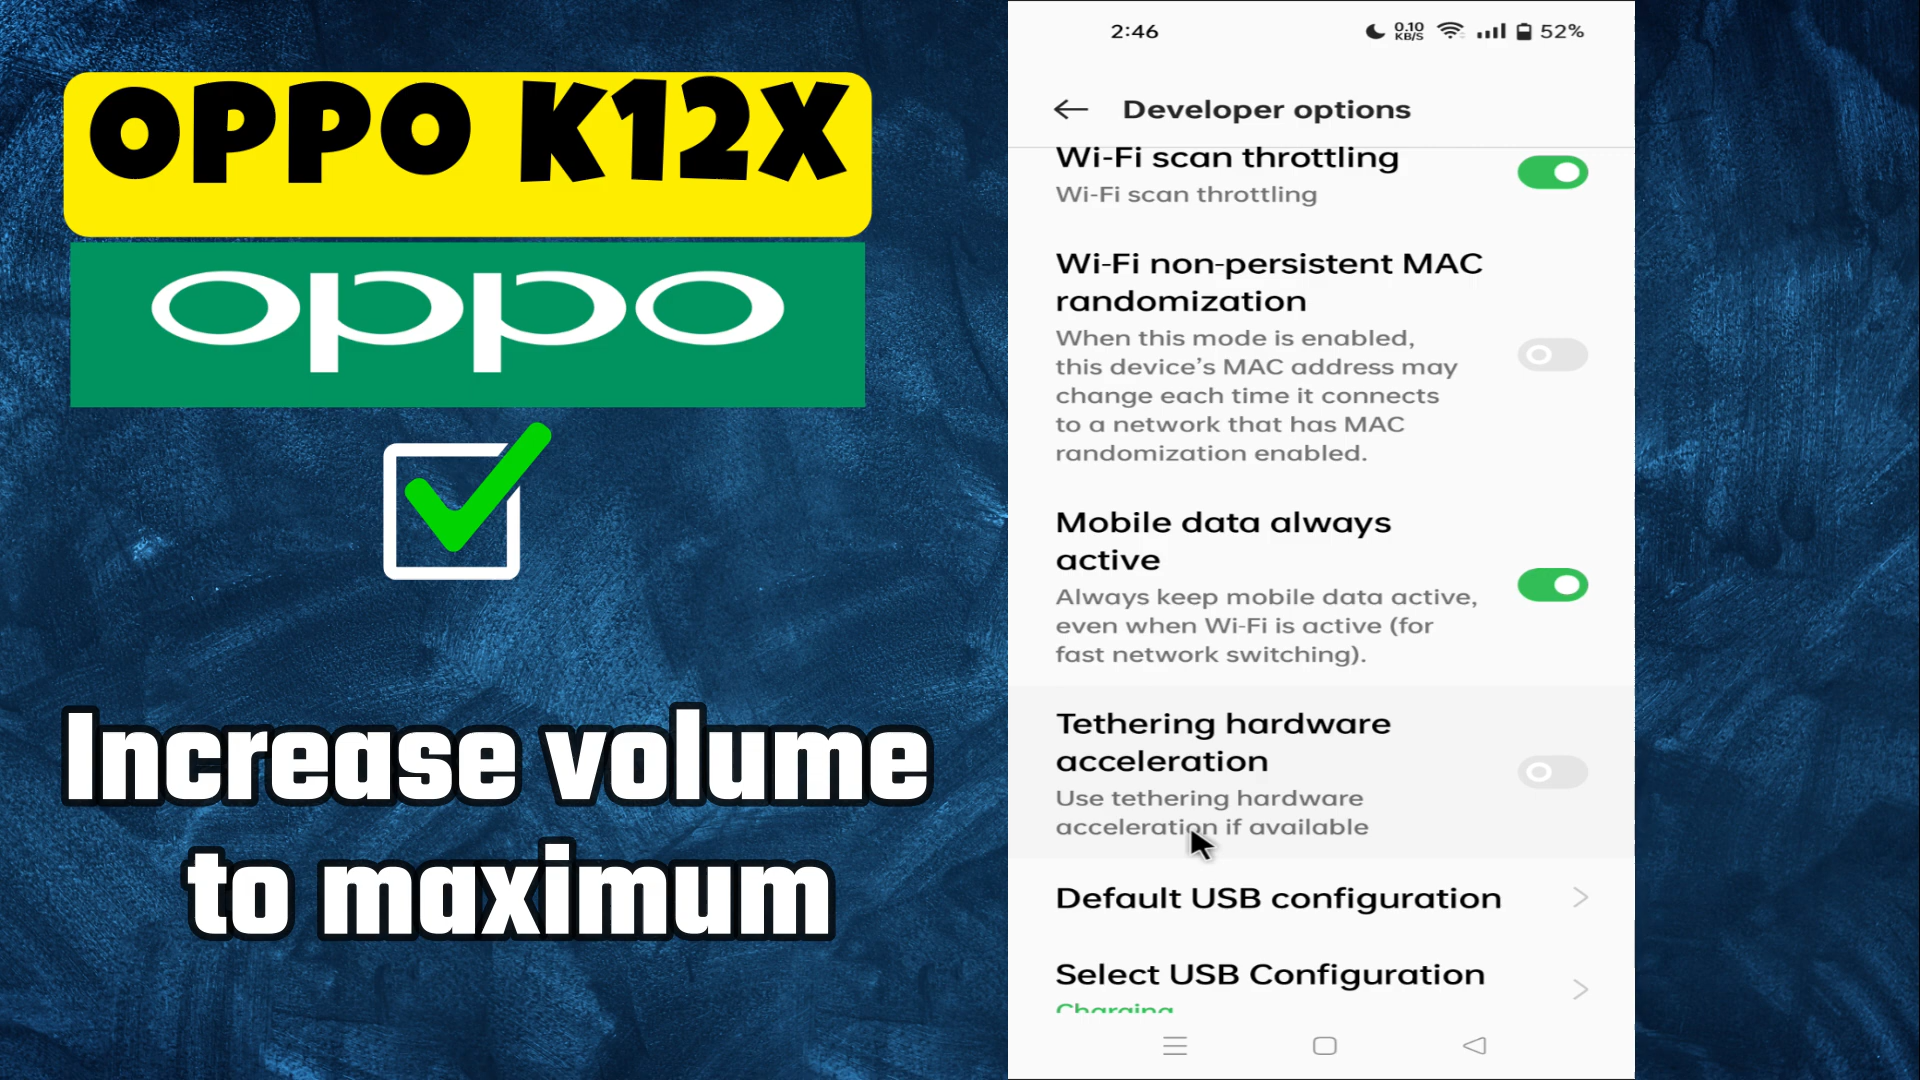 OPPO K12X
oppo
Increase volume
to maximum
2:46
0.10
KB/S
52%
Developer options
Wi-Fi scan throttling
Wi-Fi scan throttling
Wi-Fi non-persistent MAC
randomization
When this mode is enabled,
this device's MAC address may
change each time it connects
to a network that has MAC
randomization enabled.
Mobile data always
active
Always keep mobile data active,
even when Wi-Fi is active (for
fast network switching).
Tethering hardware
acceleration
Use tethering hardware
acceleration if available
Default USB configuration
Select USB Configuration
Charging